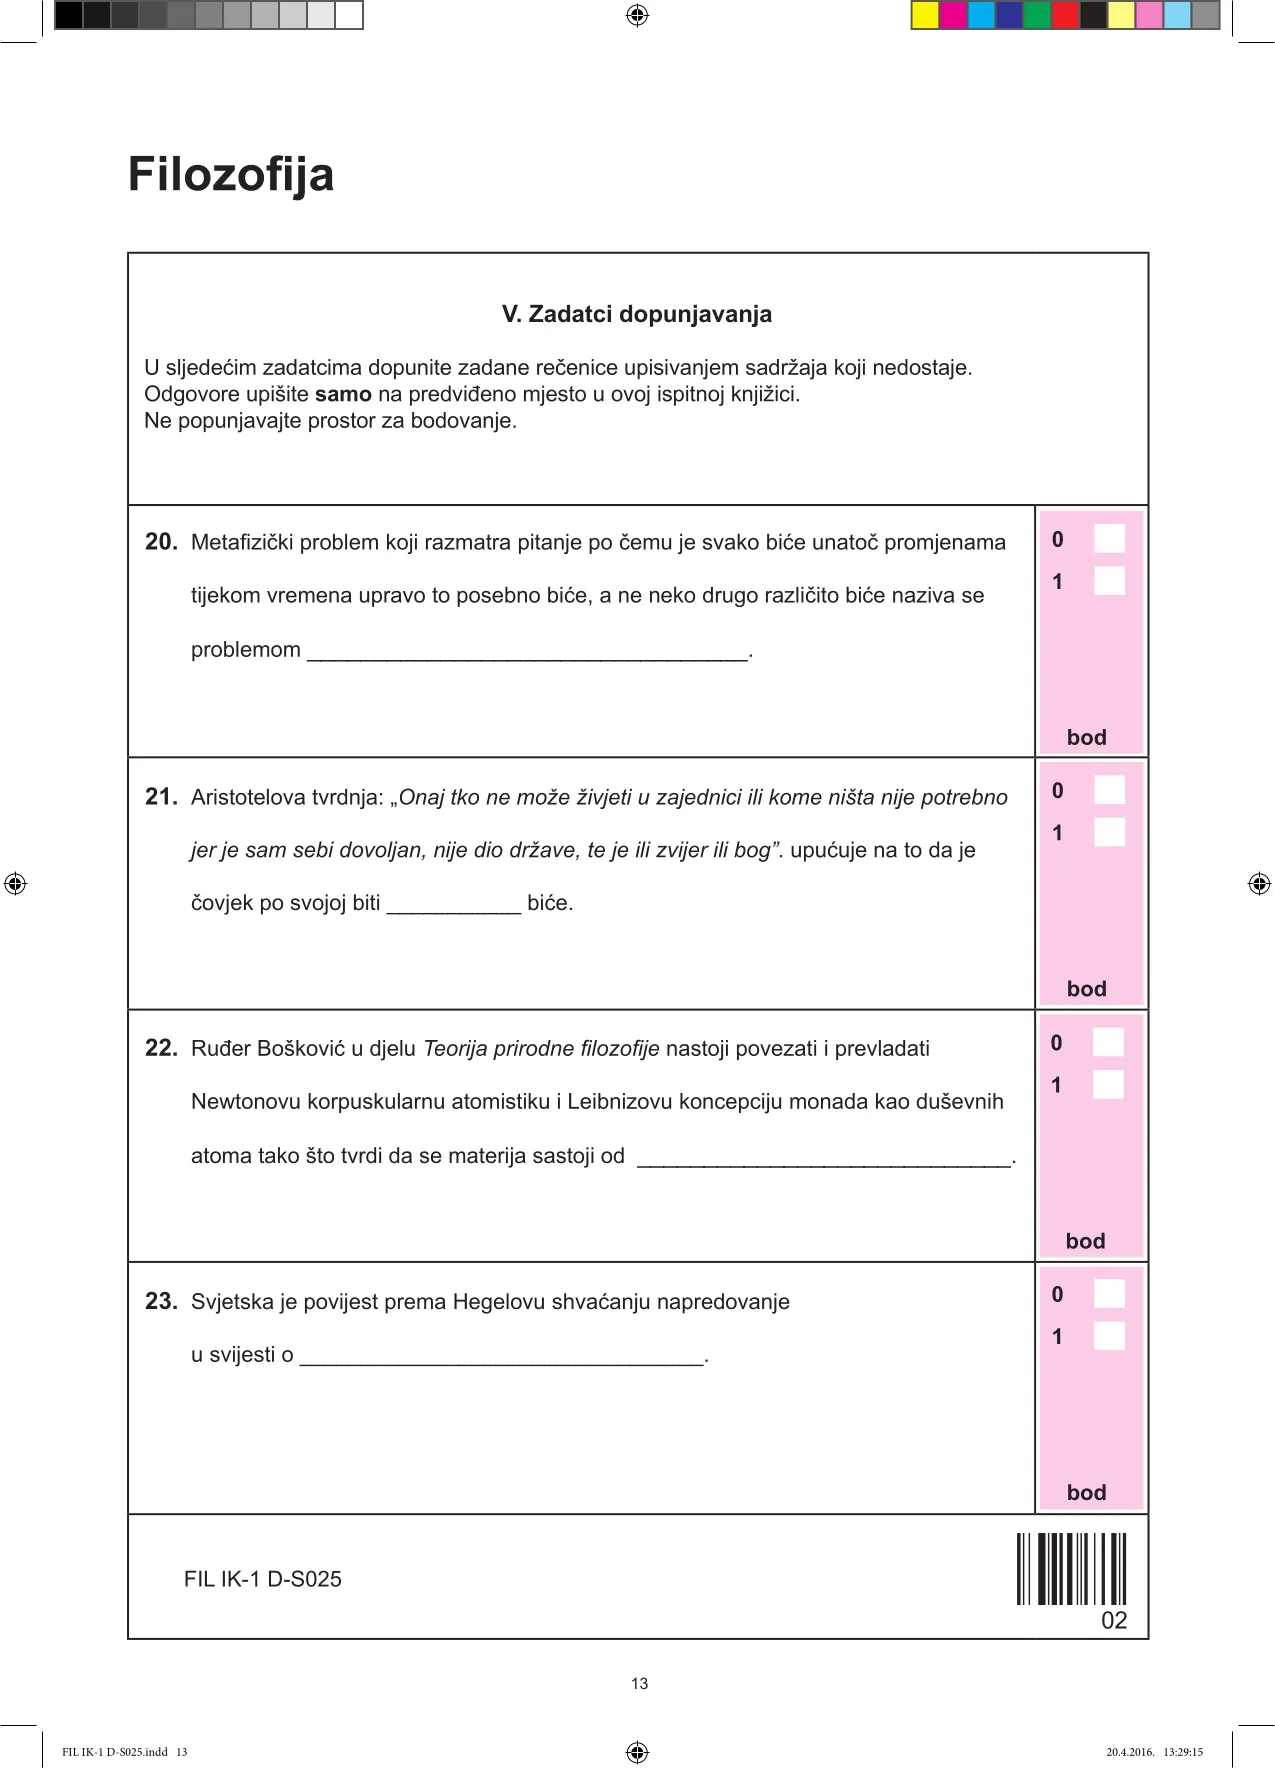 Filozofija
V. Zadatci dopunjavanja
U sljedećim zadatcima dopunite zadane rečenice upisivanjem sadržaja koji nedostaje.
Odgovore upišite samo na predviđeno mjesto u ovoj ispitnoj knjižici.
Ne popunjavajte prostor za bodovanje.
20. Metafizički problem koji razmatra pitanje po čemu je svako biće unatoč promjenama
tijekom vremena upravo to posebno biće, a ne neko drugo različito biće naziva se
problemom ____________________________________.
0
1
bod
21. Aristotelova tvrdnja: „Onaj tko ne može živjeti u zajednici ili kome ništa nije potrebno
jer je sam sebi dovoljan, nije dio države, te je ili zvijer ili bog”. upućuje na to da je
čovjek po svojoj biti ___________ biće.
0
1
bod
22. Ruđer Bošković u djelu Teorija prirodne filozofije nastoji povezati i prevladati
Newtonovu korpuskularnu atomistiku i Leibnizovu koncepciju monada kao duševnih
atoma tako što tvrdi da se materija sastoji od ______________________________.
0
1
bod
23. Svjetska je povijest prema Hegelovu shvaćanju napredovanje
u svijesti o _________________________________.
0
1
bod
FIL IK-1 D-S025
02
13
FIL IK-1 D-S025.indd 13
20.4.2016. 13:29:15